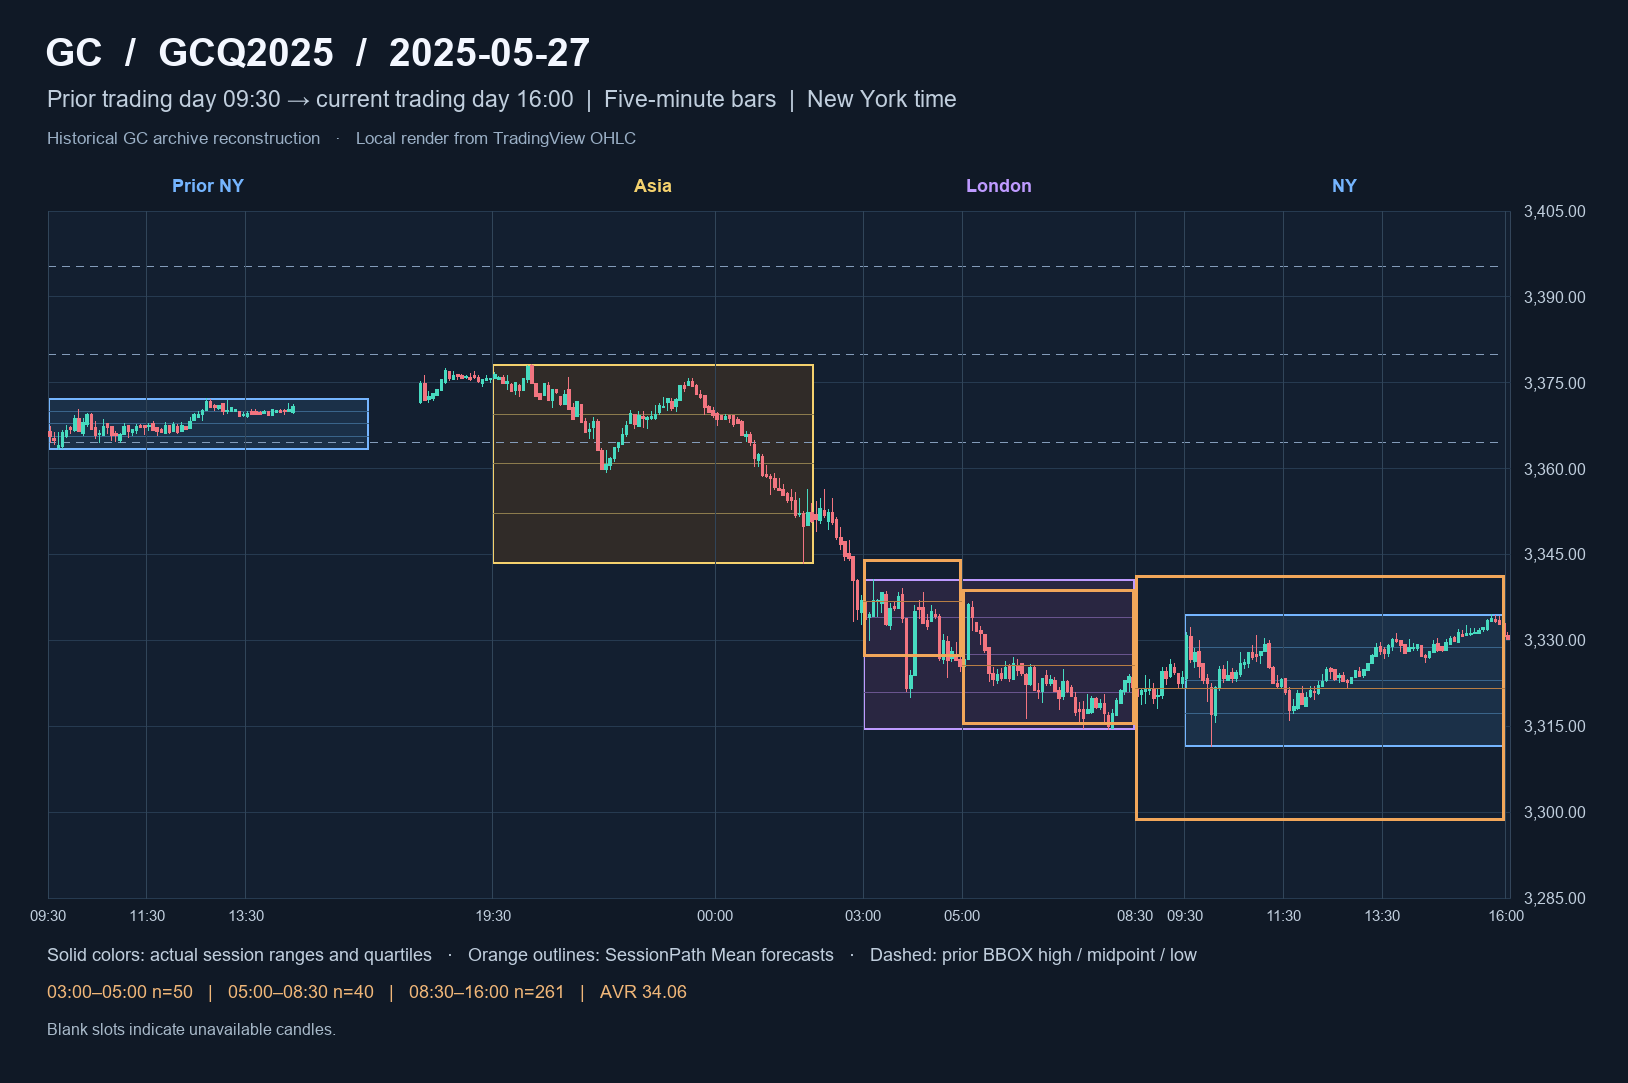 GC / GCQ2025 / 2025-05-27
Prior trading day 09:30 → current trading day 16:00 | Five-minute bars | New York time
Historical GC archive reconstruction · Local render from TradingView OHLC
Prior NY Asia London NY
3,405.00
3,390.00
3,375.00
3,360.00
3,345.00
3,330.00
3,315.00
3,300.00
3,285.00
09:30 11:30 13:30 19:30 00:00 03:00 05:00 08:30 09:30 11:30 13:30 16:00
Solid colors: actual session ranges and quartiles · Orange outlines: SessionPath Mean forecasts · Dashed: prior BBOX high / midpoint / low
03:00–05:00 n=50 | 05:00–08:30 n=40 | 08:30–16:00 n=261 | AVR 34.06
Blank slots indicate unavailable candles.